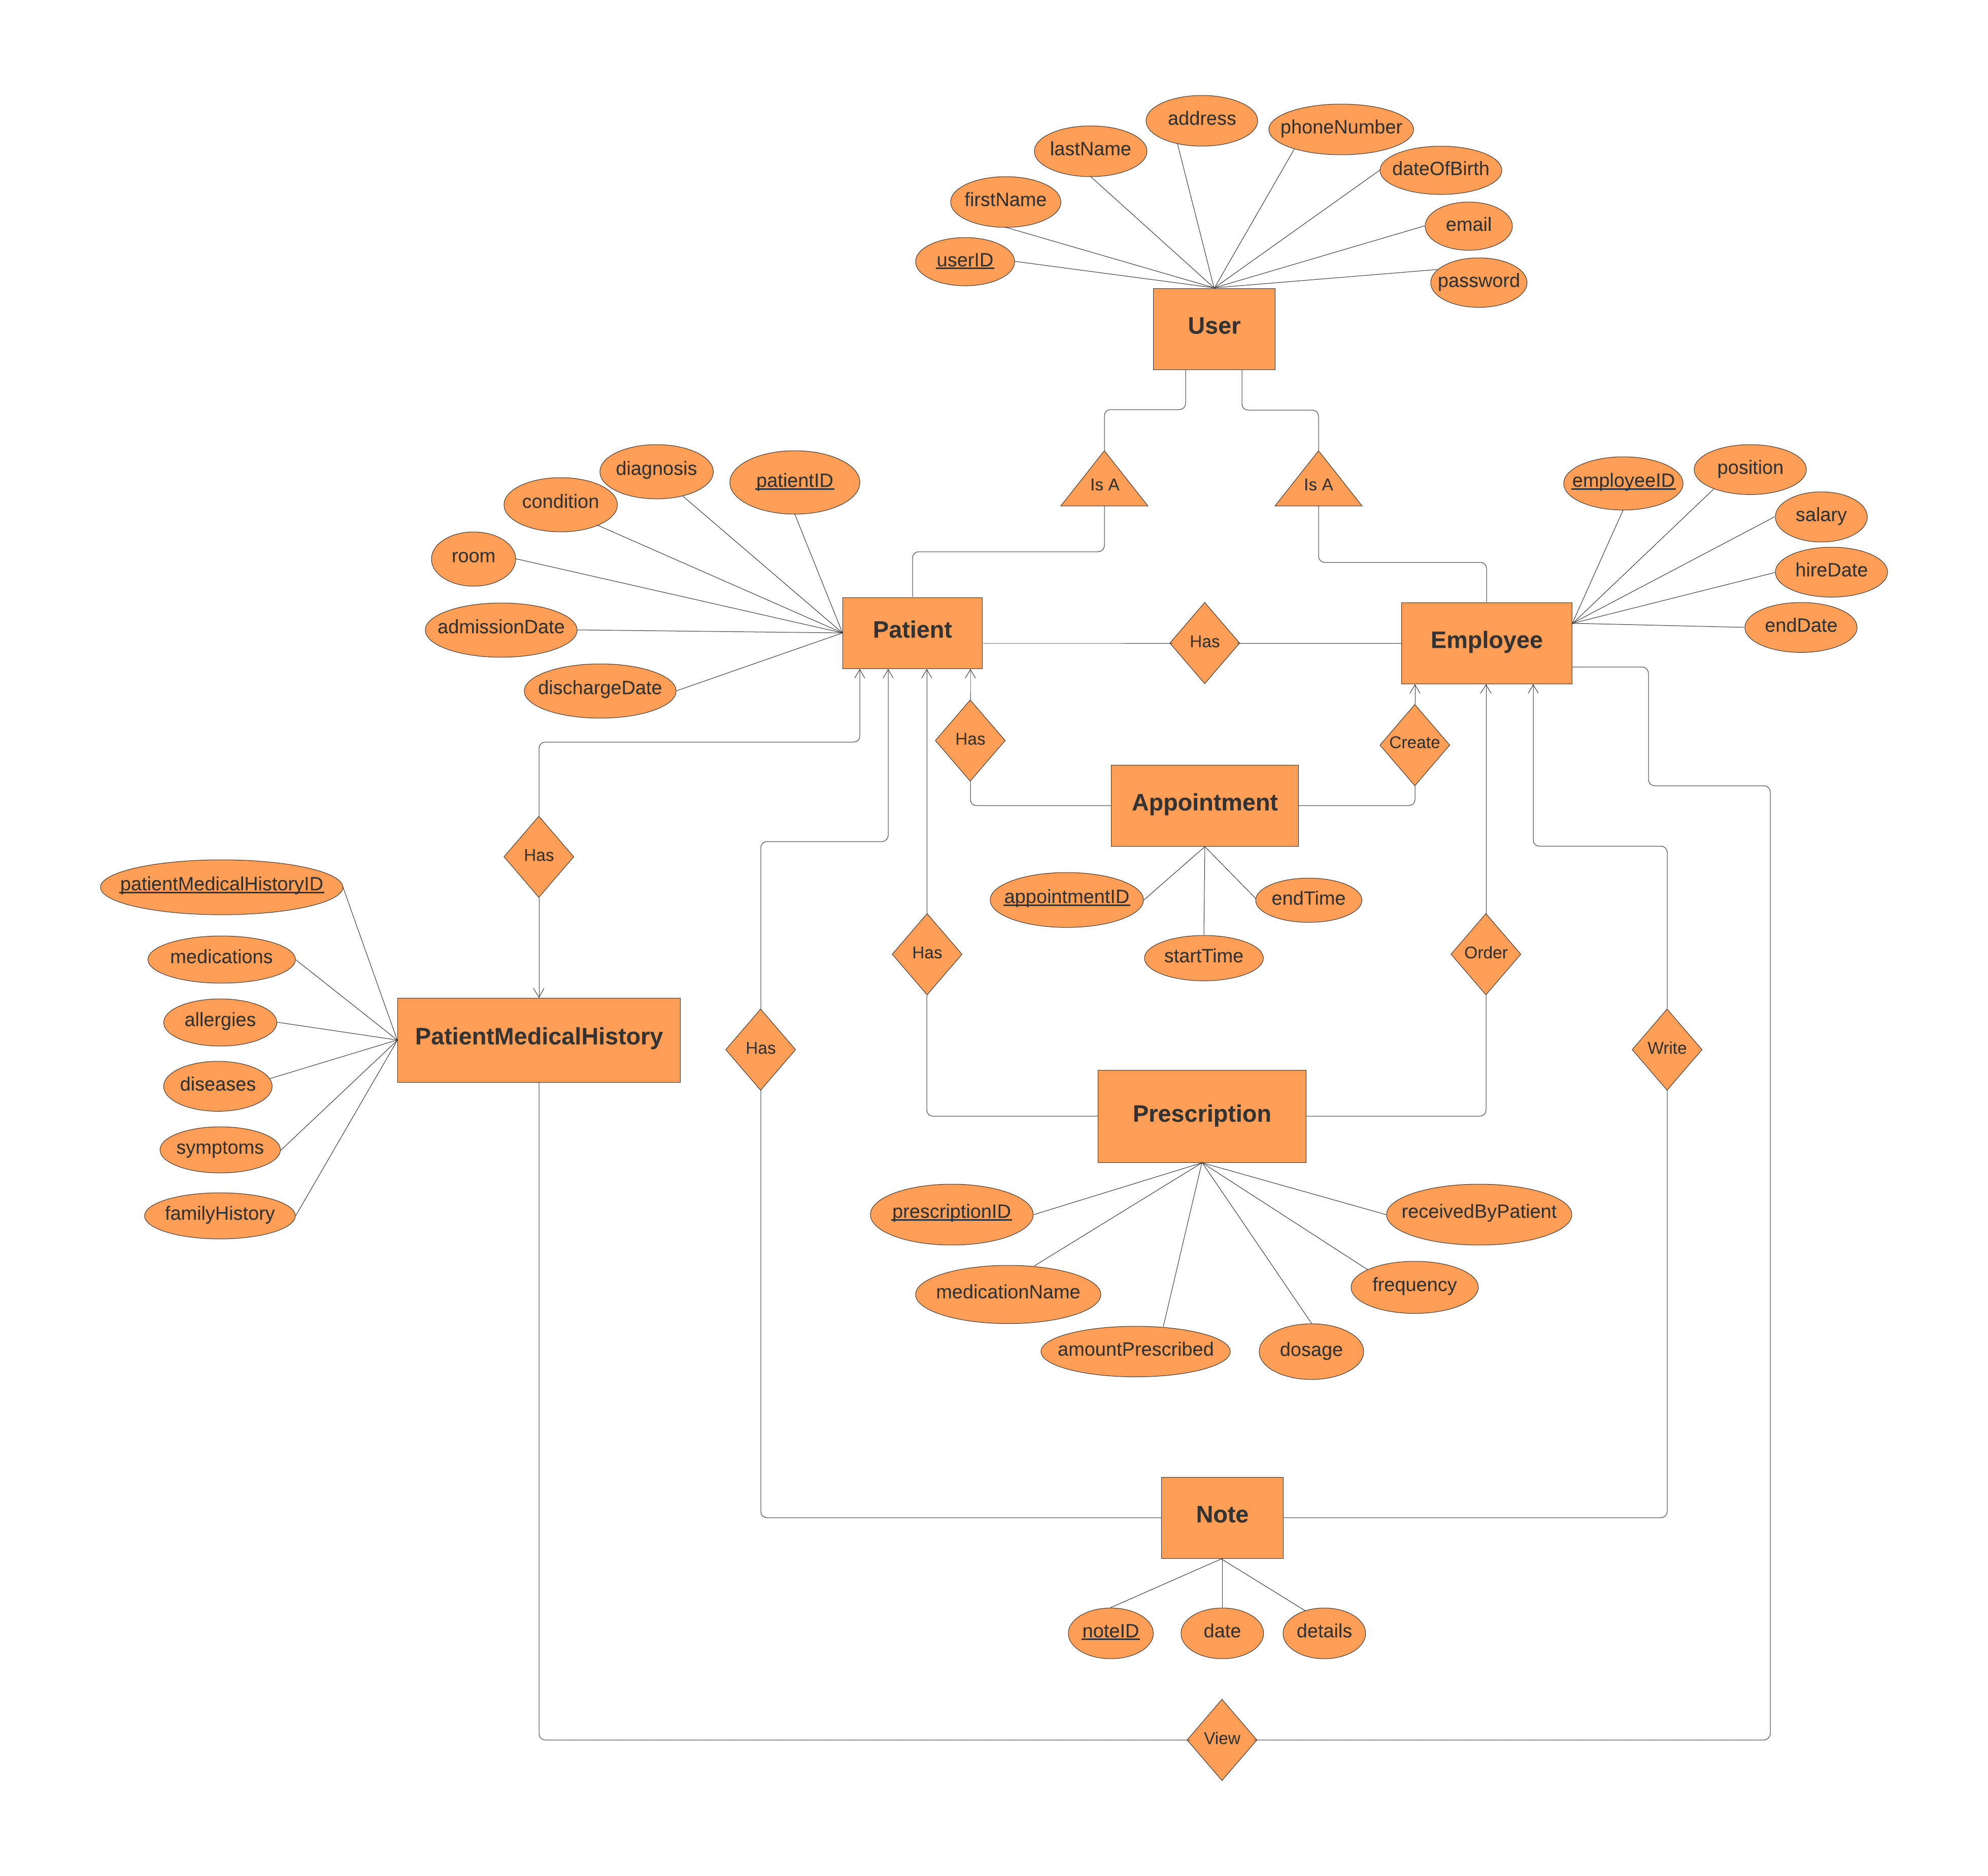 address
phoneNumber
lastName
dateOfBirth
firstName
email
userID
password
User
diagnosis
patientID
condition
room
admissionDate
dischargeDate
Is A
Is A
employeeID
position
salary
hireDate
endDate
Patient
Has
Employee
Has
Create
Appointment
appointmentID
endTime
startTime
Has
patientMedicalHistoryID
medications
allergies
diseases
symptoms
familyHistory
PatientMedicalHistory
Has
Order
Has
Write
Prescription
prescriptionID
receivedByPatient
medicationName
frequency
amountPrescribed
dosage
Note
noteID
date
details
View